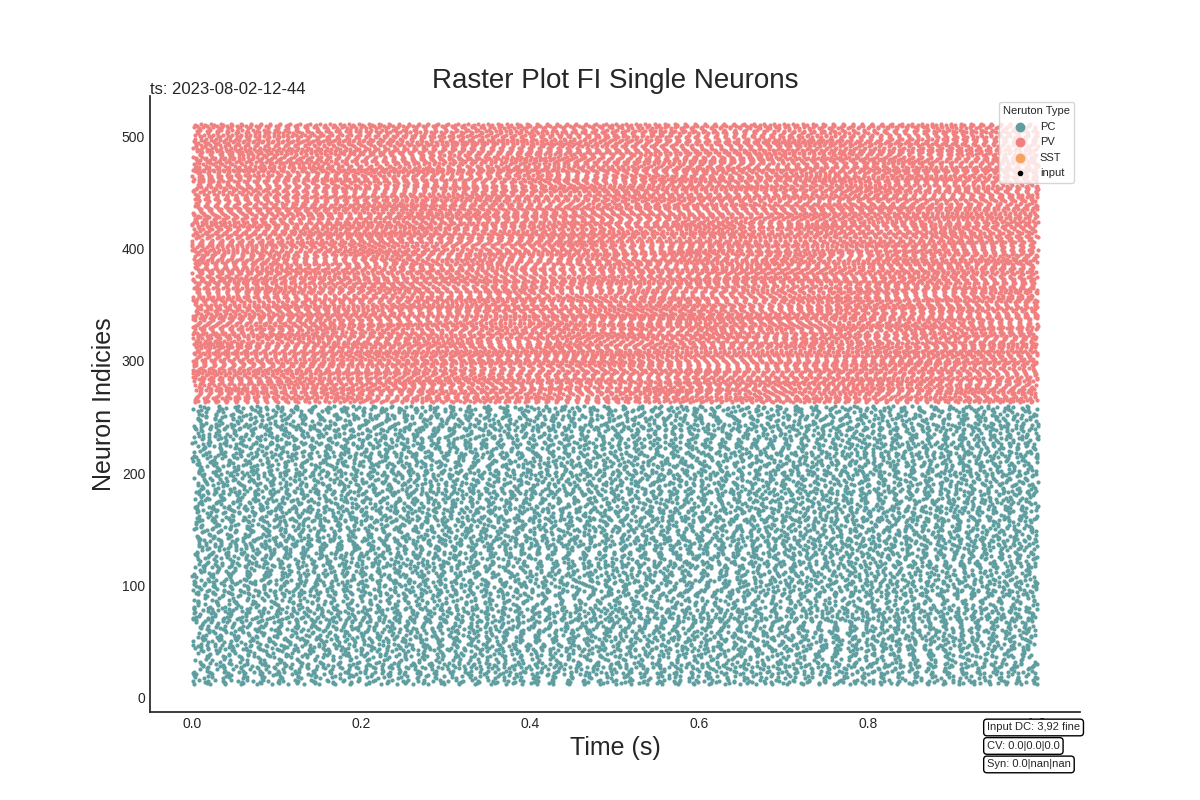 Raster Plot FI Single Neurons
ts: 2023-08-02-12-44
Neruton Type
PC
PV
SST
input
500
400
300
200
100
0
Neuron Indicies
0.0 0.2 0.4 0.6 0.8
Time (s)
Input DC: 3,92 fine
CV: 0.0|0.0|0.0
Syn: 0.0|nan|nan